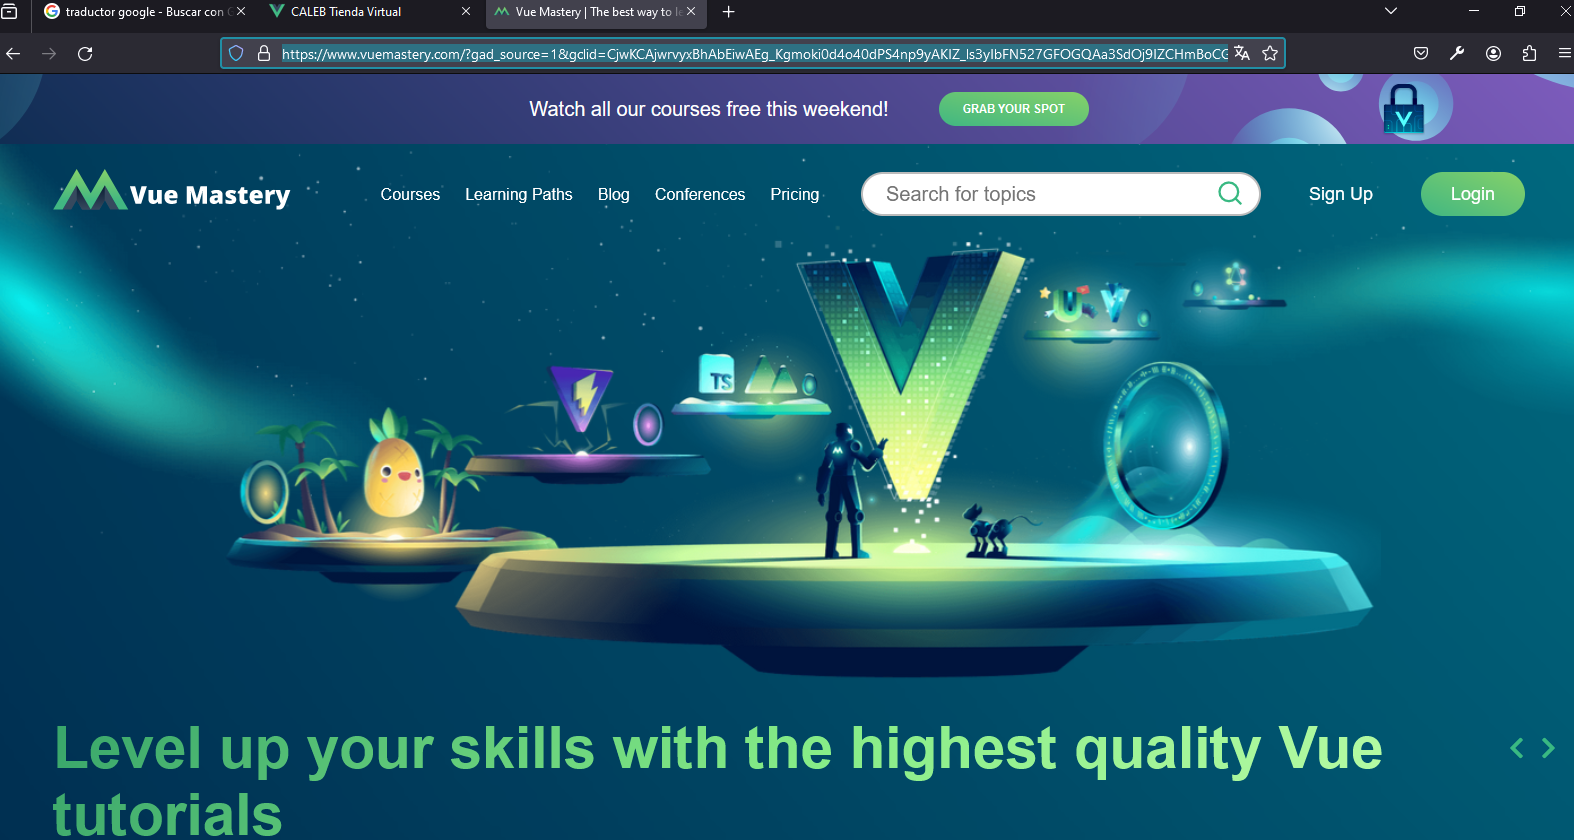 traductor google - Buscar con
CALEB Tienda Virtual
Vue Mastery | The best way to le
https://www.vuemastery.com/?gad_source=1&gclid=CjwKCAjwrvyxBhAbEiwAEg_Kgmoki0d4o40dPS4np9yAKIZ_ls3yIbFN527GFOGQAa3SdOj9IZCHmBoCG
Watch all our courses free this weekend!
GRAB YOUR SPOT
Vue Mastery
Courses
Learning Paths
Blog
Conferences
Pricing
Search for topics
Sign Up
Login
TS
Level up your skills with the highest quality Vue
tutorials